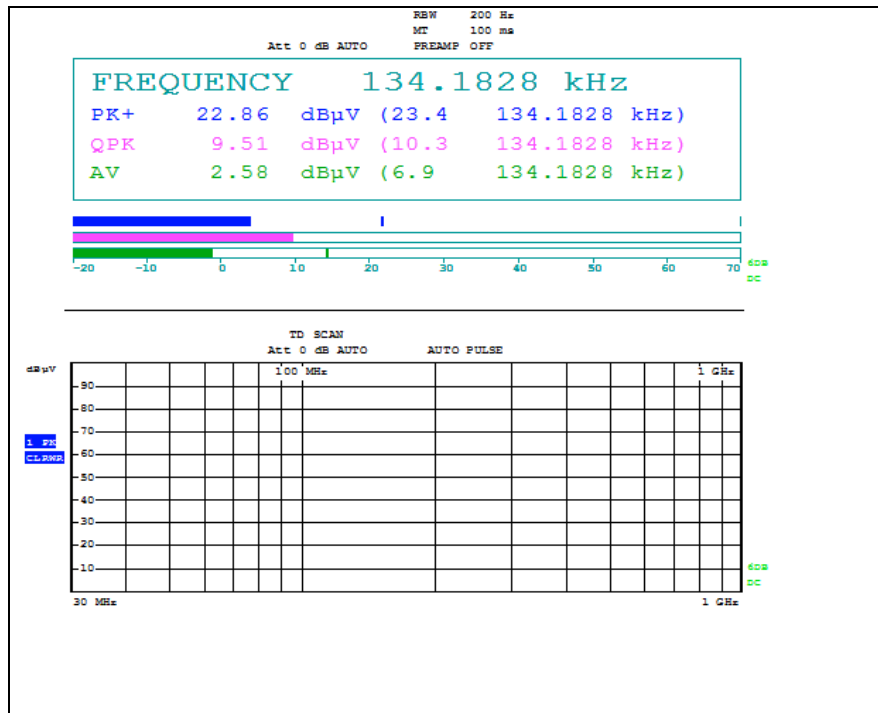 RBW 200 Hz
MT 100 ms
Att 0 dB AUTO PREAMP OFF
FREQUENCY 134.1828 kHz
PK+ 22.86 dBµV (23.4 134.1828 kHz)
QPK 9.51 dBµV (10.3 134.1828 kHz)
AV 2.58 dBµV (6.9 134.1828 kHz)
-20 -10 0 10 20 30 40 50 60 70
6DB
DC
TD SCAN
Att 0 dB AUTO AUTO PULSE
dBµV
100 MHz 1 GHz
90
80
70
1 PK
CLRWR
60
50
40
30
20
10
6DB
DC
30 MHz 1 GHz